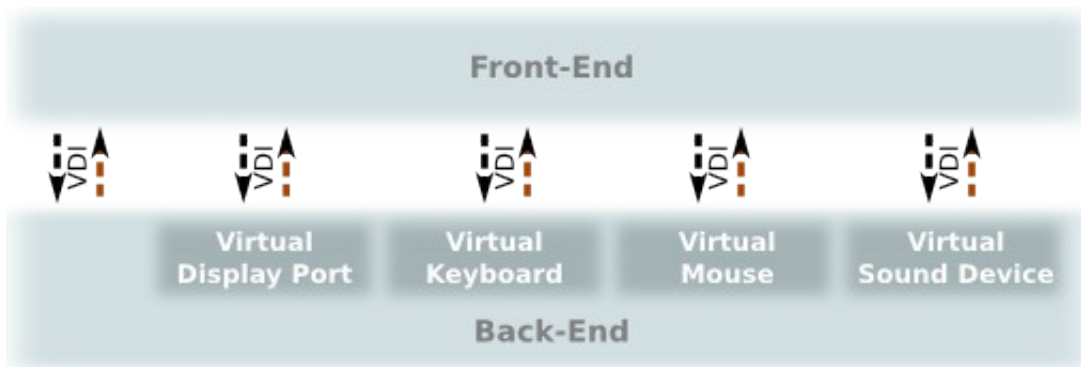 Front-End
VDI VDI VDI VDI VDI
Virtual Virtual Virtual Virtual
Display Port Keyboard Mouse Sound Device
Back-End